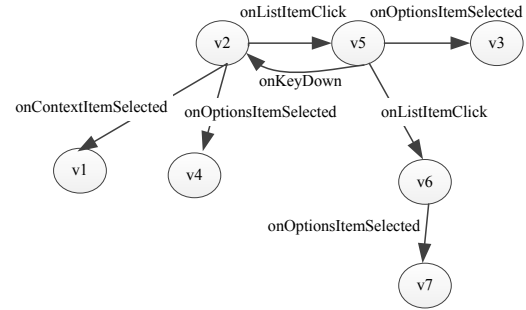 onListItemClick
onOptionsItemSelected
v2
v5
v3
onKeyDown
onContextItemSelected
onOptionsItemSelected
onListItemClick
v1
v4
v6
onOptionsItemSelected
v7